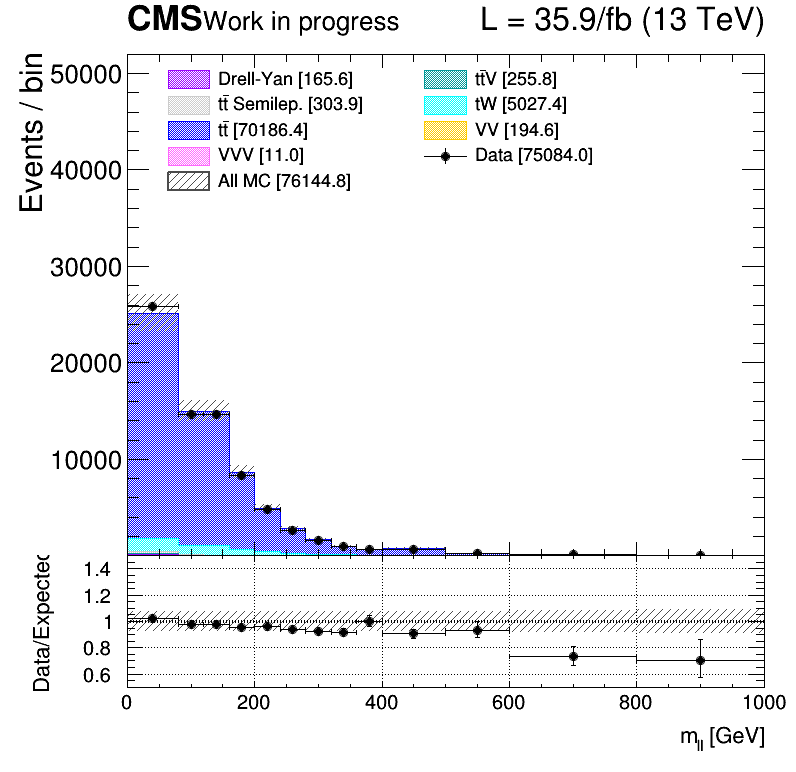 CMS Work in progress L = 35.9/fb (13 TeV)
Events / bin
50000
40000
30000
20000
10000
Drell-Yan [165.6]
tt̄ Semilep. [303.9]
tt̄ [70186.4]
VVV [11.0]
All MC [76144.8]
tt̄V [255.8]
tW [5027.4]
VV [194.6]
Data [75084.0]
Data/Expected
1.4
1.2
1
0.8
0.6
0 200 400 600 800 1000
m_ll [GeV]